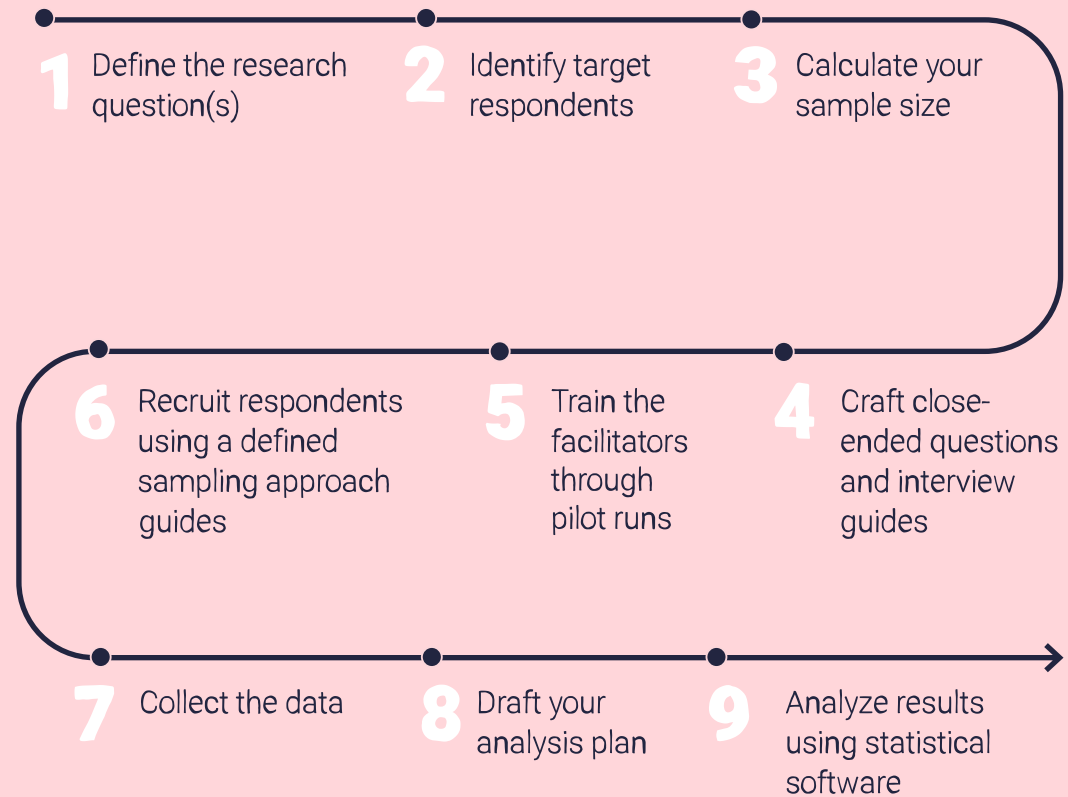 1 Define the research
question(s)
2 Identify target
respondents
3 Calculate your
sample size
4 Craft close-
ended questions
and interview
guides
5 Train the
facilitators
through
pilot runs
6 Recruit respondents
using a defined
sampling approach
guides
7 Collect the data
8 Draft your
analysis plan
9 Analyze results
using statistical
software